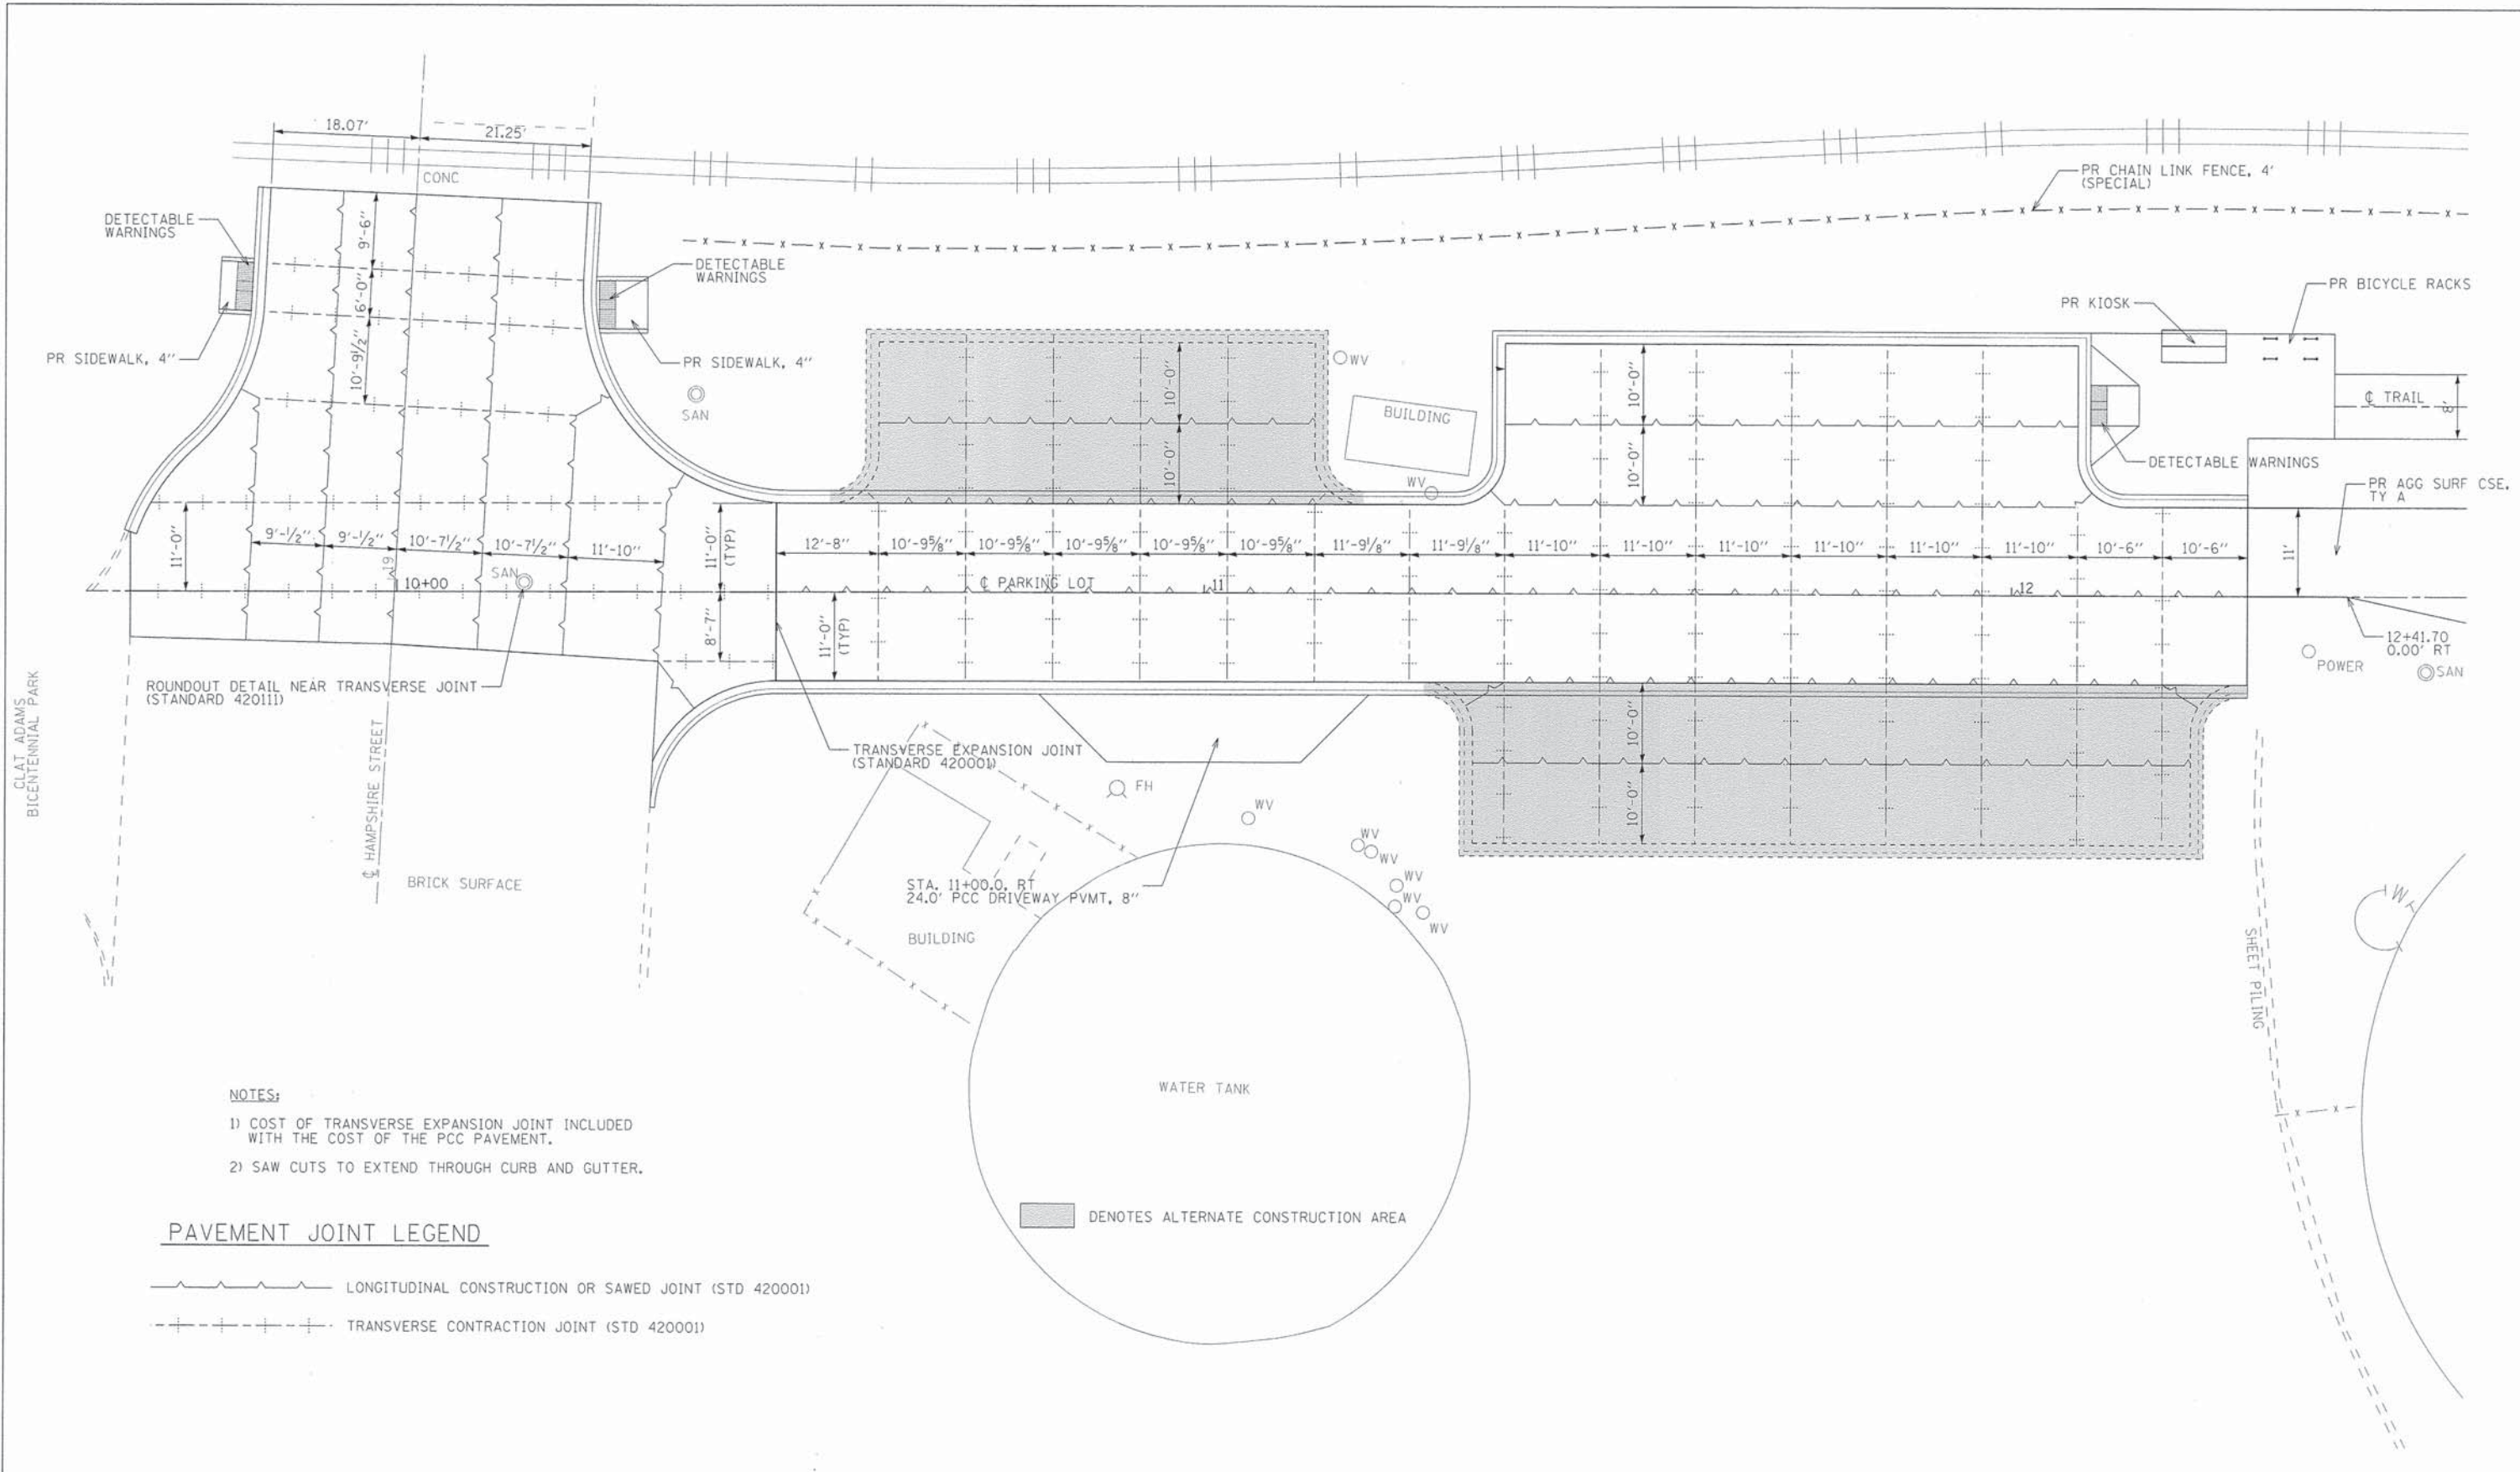 18.07'
21.25'
CONC
PR CHAIN LINK FENCE, 4'
(SPECIAL)
DETECTABLE
WARNINGS
9'-6"
6'-0"
10'-9½"
DETECTABLE
WARNINGS
PR BICYCLE RACKS
PR KIOSK
PR SIDEWALK, 4"
PR SIDEWALK, 4"
SAN
WV
10'-0"
10'-0"
BUILDING
WV
10'-0"
10'-0"
℄ TRAIL
8'
DETECTABLE WARNINGS
PR AGG SURF CSE,
TY A
11'-0"
9'-½"
9'-½"
10'-7½"
10'-7½"
11'-10"
11'-0"
(TYP)
12'-8"
10'-9⅝"
10'-9⅝"
10'-9⅝"
10'-9⅝"
10'-9⅝"
11'-9⅛"
11'-9⅛"
11'-10"
11'-10"
11'-10"
11'-10"
11'-10"
11'-10"
10'-6"
10'-6"
11'
19
10+00
SAN
℄ PARKING LOT
11
12
8'-7"
11'-0"
(TYP)
12+41.70
0.00' RT
POWER
SAN
ROUNDOUT DETAIL NEAR TRANSVERSE JOINT
(STANDARD 420111)
CLAT ADAMS
BICENTENNIAL PARK
℄ HAMPSHIRE STREET
TRANSVERSE EXPANSION JOINT
(STANDARD 420001)
10'-0"
10'-0"
FH
WV
WV
WV
WV
WV
WV
BRICK SURFACE
STA. 11+00.0, RT
24.0' PCC DRIVEWAY PVMT, 8"
BUILDING
SHEET PILING
WATER TANK
NOTES:
1) COST OF TRANSVERSE EXPANSION JOINT INCLUDED
WITH THE COST OF THE PCC PAVEMENT.
2) SAW CUTS TO EXTEND THROUGH CURB AND GUTTER.
DENOTES ALTERNATE CONSTRUCTION AREA
PAVEMENT JOINT LEGEND
LONGITUDINAL CONSTRUCTION OR SAWED JOINT (STD 420001)
TRANSVERSE CONTRACTION JOINT (STD 420001)